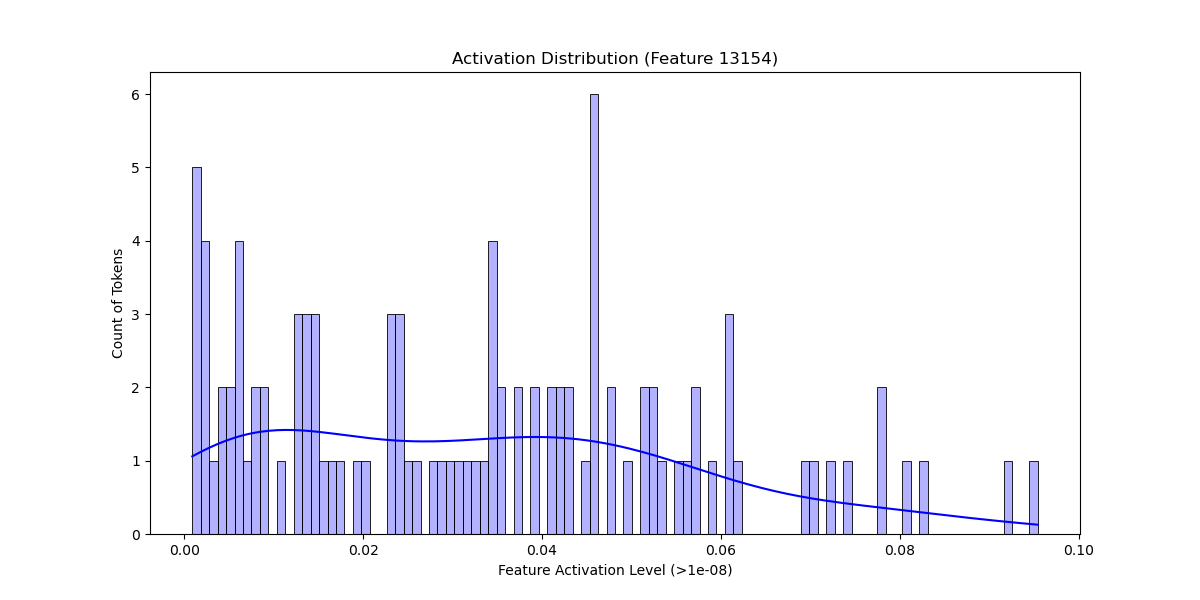 Activation Distribution (Feature 13154)
6
5
4
3
2
1
0
Count of Tokens
0.00 0.02 0.04 0.06 0.08 0.10
Feature Activation Level (>1e-08)